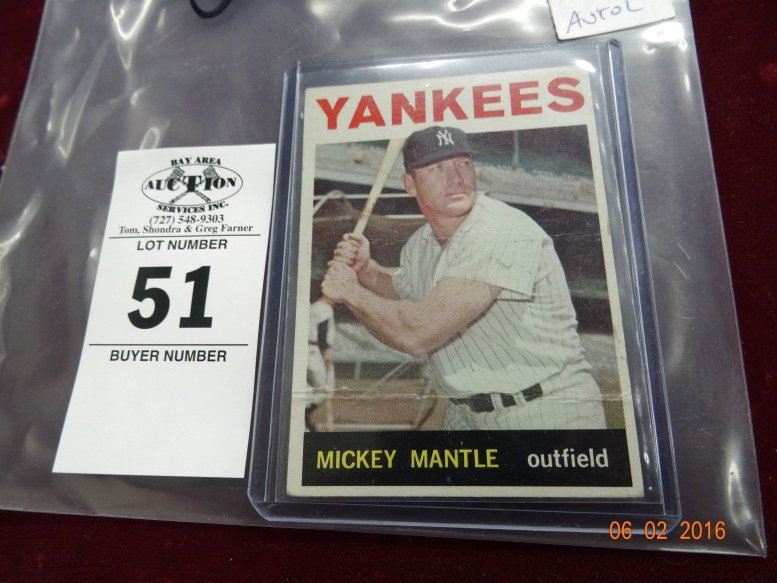 AUTOL
YANKEES
NY
BAY AREA
AUCTION
SERVICES INC.
(727) 548-9303
Tom, Shondra & Greg Farner
LOT NUMBER
51
BUYER NUMBER
MICKEY MANTLE outfield
06 02 2016